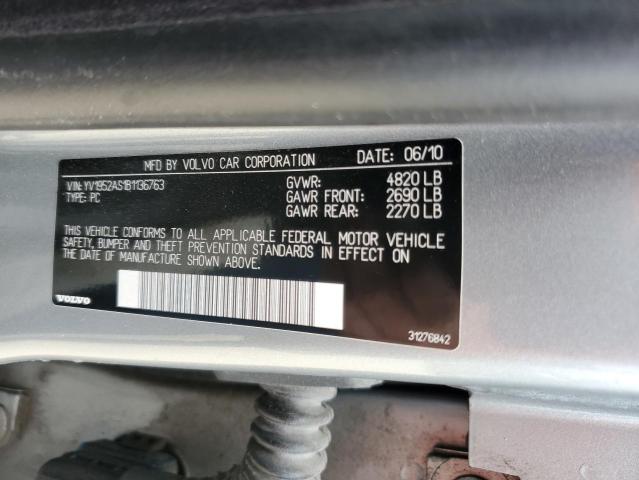 MFD BY VOLVO CAR CORPORATION DATE: 06/10
VIN: YV1952AS1B1136763 GVWR: 4820 LB
TYPE: PC GAWR FRONT: 2690 LB
GAWR REAR: 2270 LB
THIS VEHICLE CONFORMS TO ALL APPLICABLE FEDERAL MOTOR VEHICLE
SAFETY, BUMPER AND THEFT PREVENTION STANDARDS IN EFFECT ON
THE DATE OF MANUFACTURE SHOWN ABOVE.
VOLVO 31276842